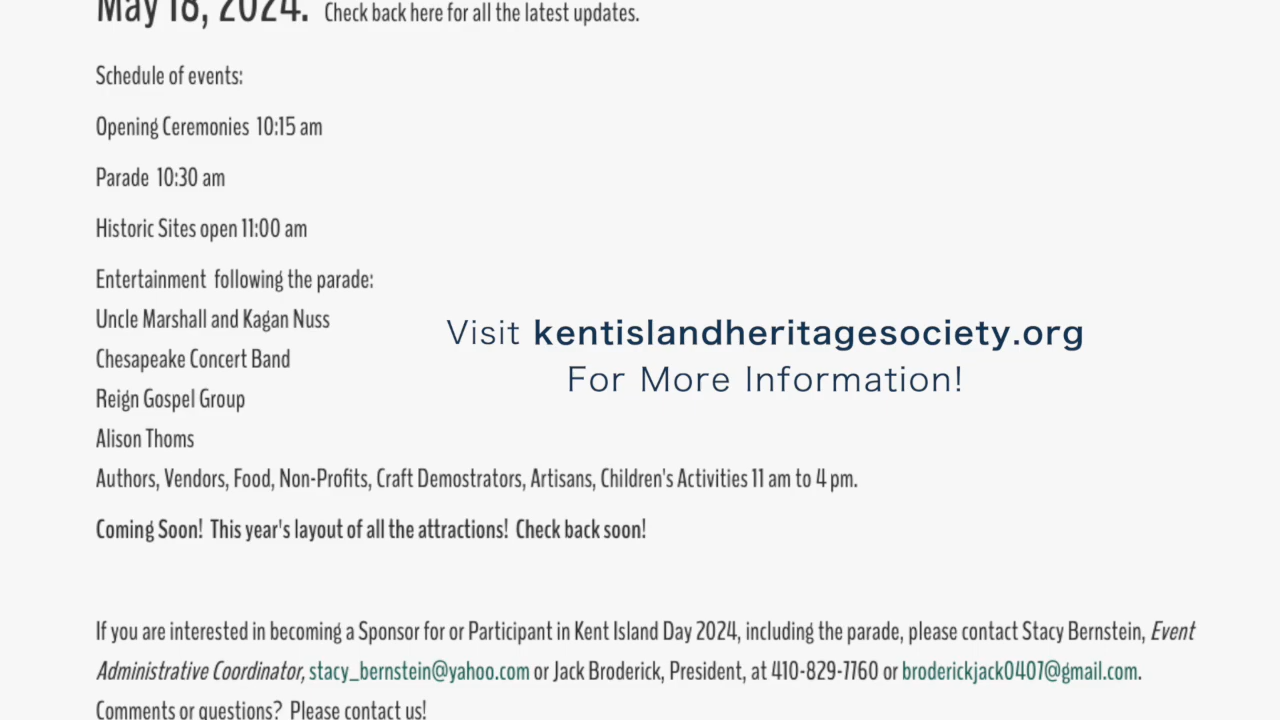 May 18, 2024. Check back here for all the latest updates.
Schedule of events:
Opening Ceremonies 10:15 am
Parade 10:30 am
Historic Sites open 11:00 am
Entertainment following the parade:
Uncle Marshall and Kagan Nuss
Chesapeake Concert Band
Reign Gospel Group
Alison Thoms
Authors, Vendors, Food, Non-Profits, Craft Demostrators, Artisans, Children's Activities 11 am to 4 pm.
Coming Soon! This year's layout of all the attractions! Check back soon!
Visit kentislandheritagesociety.org
For More Information!
If you are interested in becoming a Sponsor for or Participant in Kent Island Day 2024, including the parade, please contact Stacy Bernstein, Event
Administrative Coordinator, stacy_bernstein@yahoo.com or Jack Broderick, President, at 410-829-7760 or broderickjack0407@gmail.com.
Comments or questions? Please contact us!